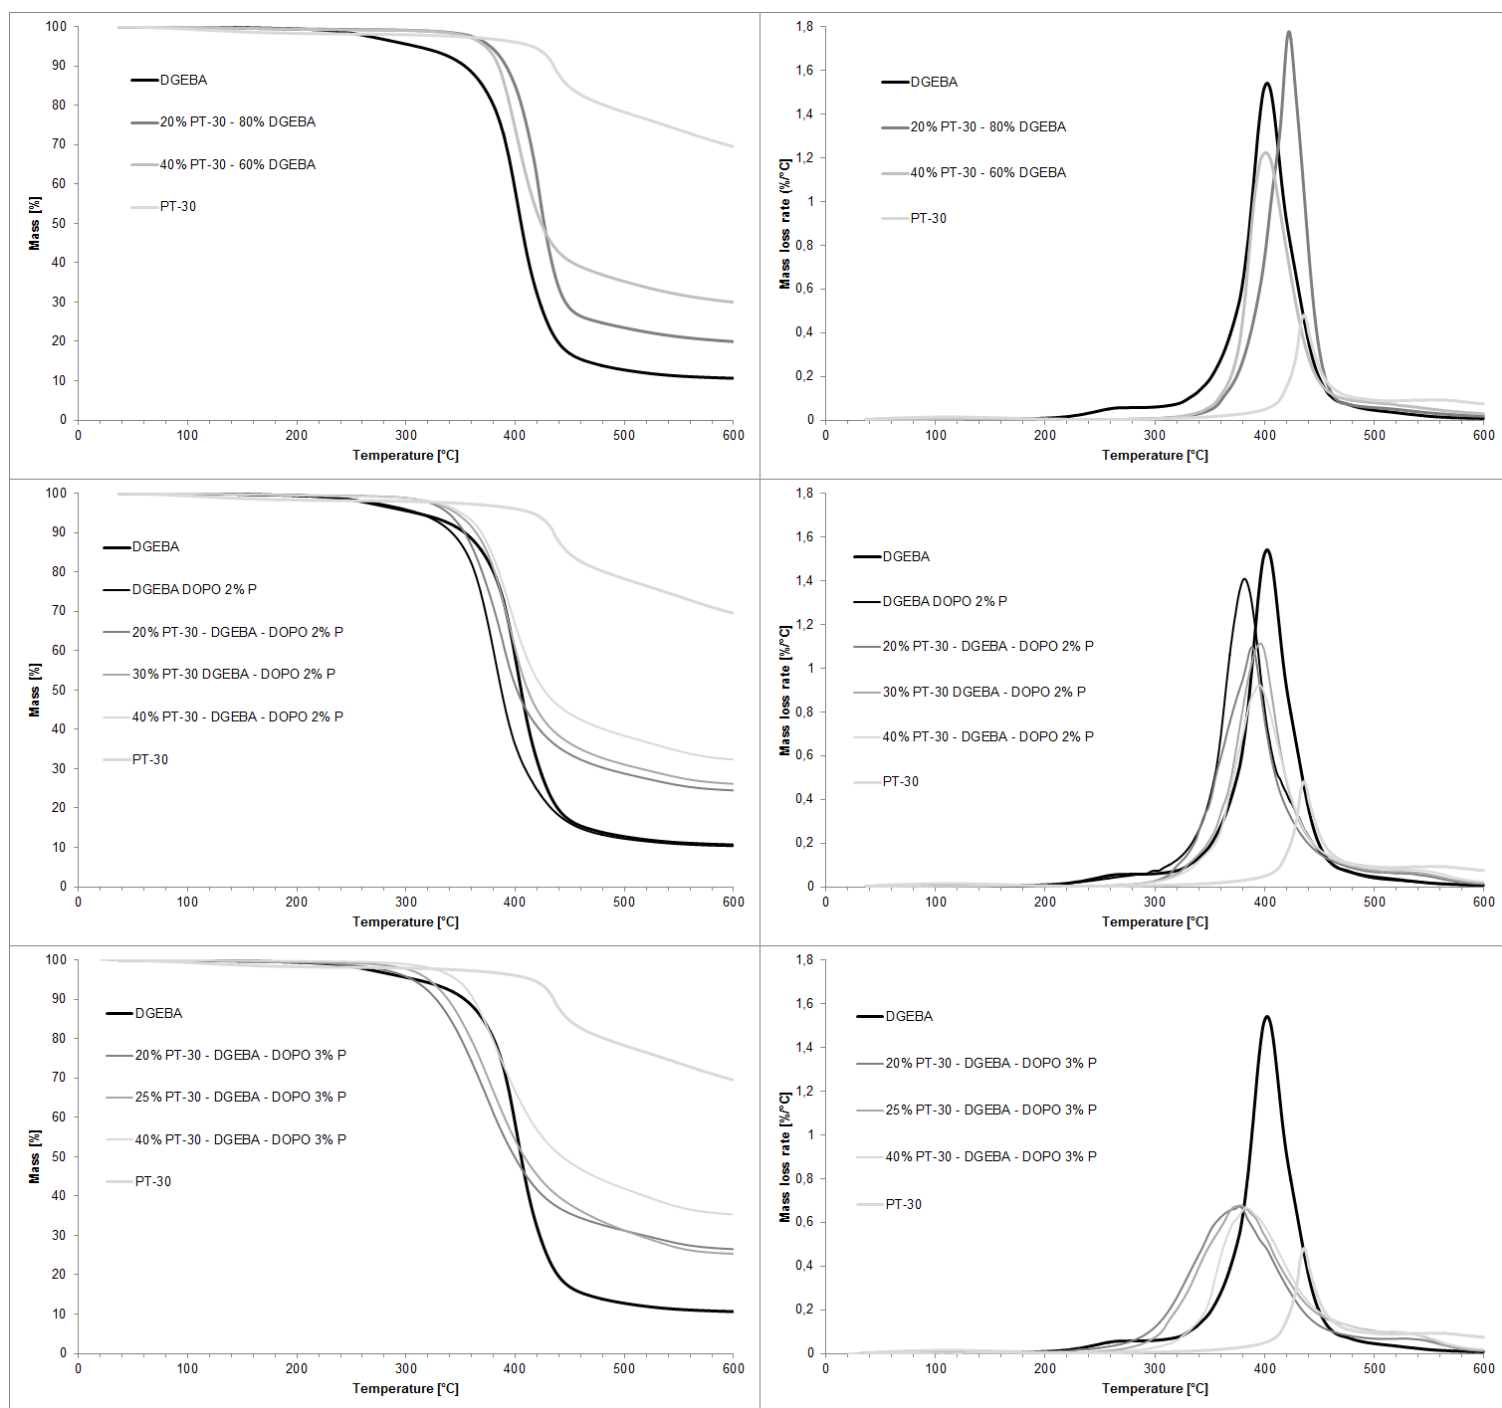 100
90
80
70
60
50
40
30
20
10
0
Mass [%]
DGEBA
20% PT-30 - 80% DGEBA
40% PT-30 - 60% DGEBA
PT-30
0 100 200 300 400 500 600
Temperature [°C]
1,8
1,6
1,4
1,2
1
0,8
0,6
0,4
0,2
0
Mass loss rate (%/°C]
DGEBA
20% PT-30 - 80% DGEBA
40% PT-30 - 60% DGEBA
PT-30
0 100 200 300 400 500 600
Temperature [°C]
100
90
80
70
60
50
40
30
20
10
0
Mass [%]
DGEBA
DGEBA DOPO 2% P
20% PT-30 - DGEBA - DOPO 2% P
30% PT-30 DGEBA - DOPO 2% P
40% PT-30 - DGEBA - DOPO 2% P
PT-30
0 100 200 300 400 500 600
Temperature [°C]
1,8
1,6
1,4
1,2
1
0,8
0,6
0,4
0,2
0
Mass loss rate [%/°C]
DGEBA
DGEBA DOPO 2% P
20% PT-30 - DGEBA - DOPO 2% P
30% PT-30 DGEBA - DOPO 2% P
40% PT-30 - DGEBA - DOPO 2% P
PT-30
0 100 200 300 400 500 600
Temperature [°C]
100
90
80
70
60
50
40
30
20
10
0
Mass [%]
DGEBA
20% PT-30 - DGEBA - DOPO 3% P
25% PT-30 - DGEBA - DOPO 3% P
40% PT-30 - DGEBA - DOPO 3% P
PT-30
0 100 200 300 400 500 600
Temperature [°C]
1,8
1,6
1,4
1,2
1
0,8
0,6
0,4
0,2
0
Mass loss rate [%/°C]
DGEBA
20% PT-30 - DGEBA - DOPO 3% P
25% PT-30 - DGEBA - DOPO 3% P
40% PT-30 - DGEBA - DOPO 3% P
PT-30
0 100 200 300 400 500 600
Temperature [°C]